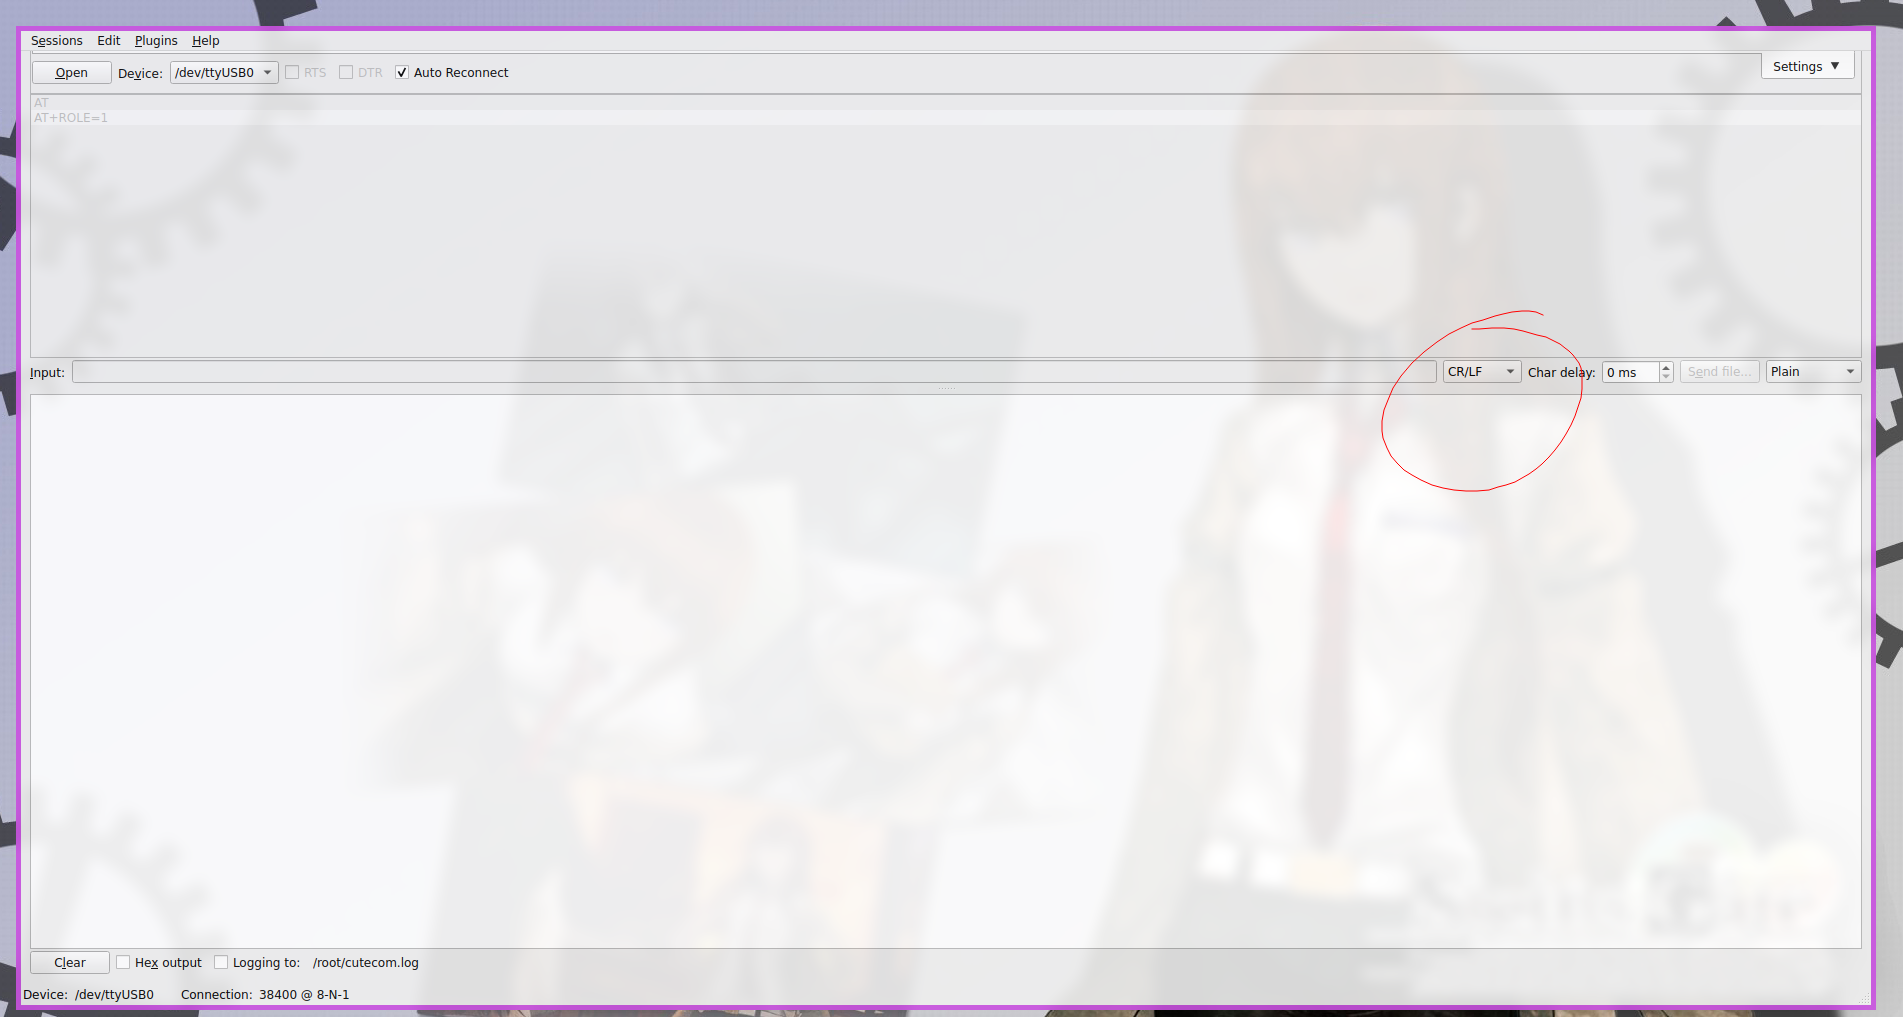 Sessions Edit Plugins Help
Open Device: /dev/ttyUSB0 RTS DTR Auto Reconnect Settings
AT
AT+ROLE=1
Input: CR/LF Char delay: 0 ms Send file... Plain
Clear Hex output Logging to: /root/cutecom.log
Device: /dev/ttyUSB0 Connection: 38400 @ 8-N-1